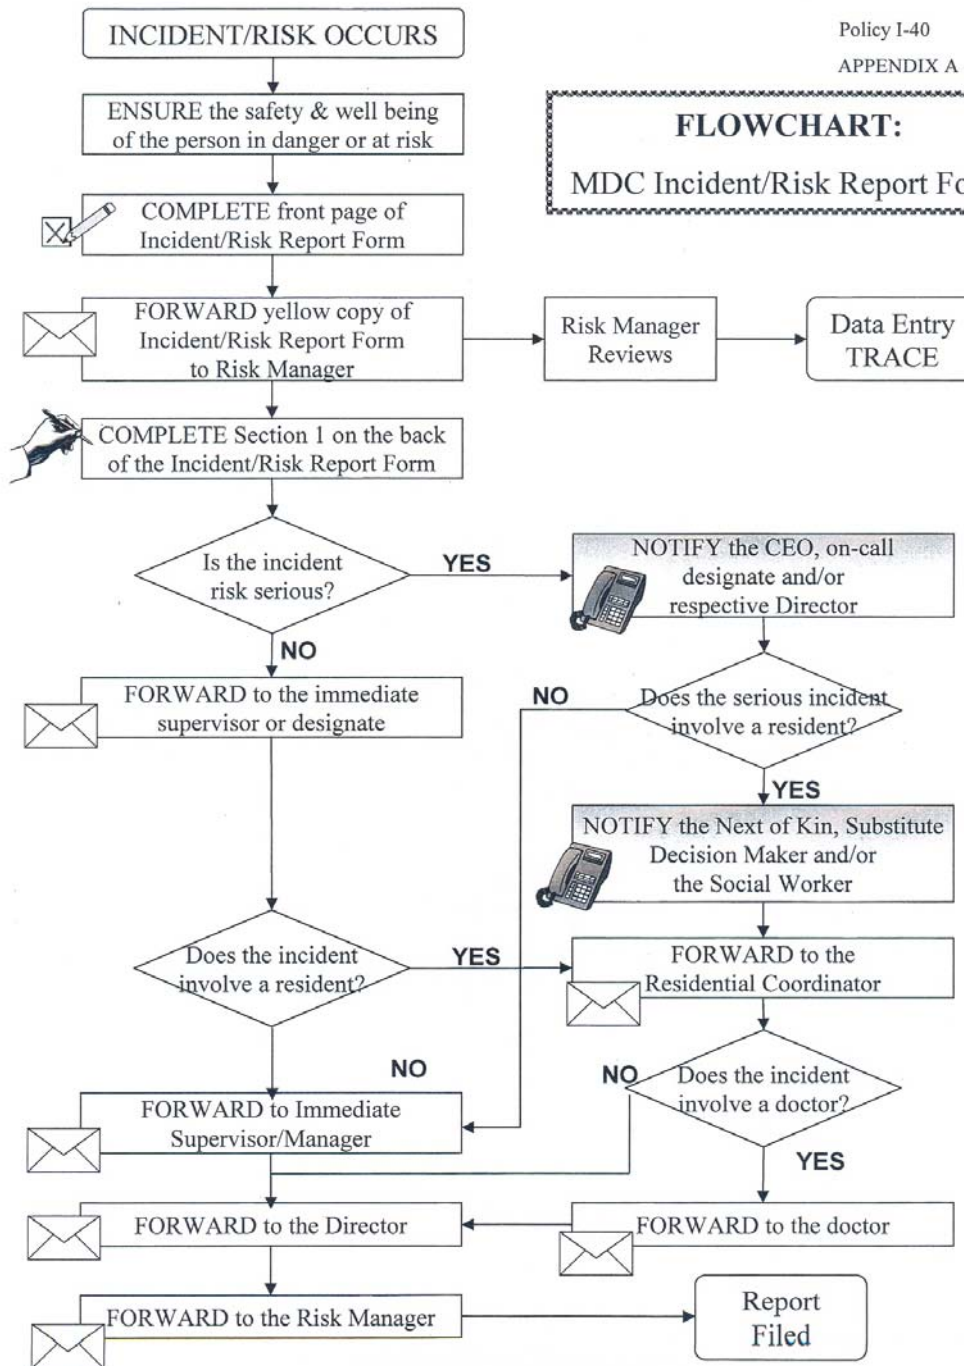 Policy I-40
APPENDIX A
FLOWCHART:
MDC Incident/Risk Report Fo
INCIDENT/RISK OCCURS
ENSURE the safety & well being
of the person in danger or at risk
COMPLETE front page of
Incident/Risk Report Form
FORWARD yellow copy of
Incident/Risk Report Form
to Risk Manager
Risk Manager
Reviews
Data Entry
TRACE
COMPLETE Section 1 on the back
of the Incident/Risk Report Form
Is the incident
risk serious?
YES
NOTIFY the CEO, on-call
designate and/or
respective Director
NO
FORWARD to the immediate
supervisor or designate
NO
Does the serious incident
involve a resident?
YES
NOTIFY the Next of Kin, Substitute
Decision Maker and/or
the Social Worker
Does the incident
involve a resident?
YES
FORWARD to the
Residential Coordinator
NO
NO
Does the incident
involve a doctor?
FORWARD to Immediate
Supervisor/Manager
YES
FORWARD to the Director
FORWARD to the doctor
FORWARD to the Risk Manager
Report
Filed